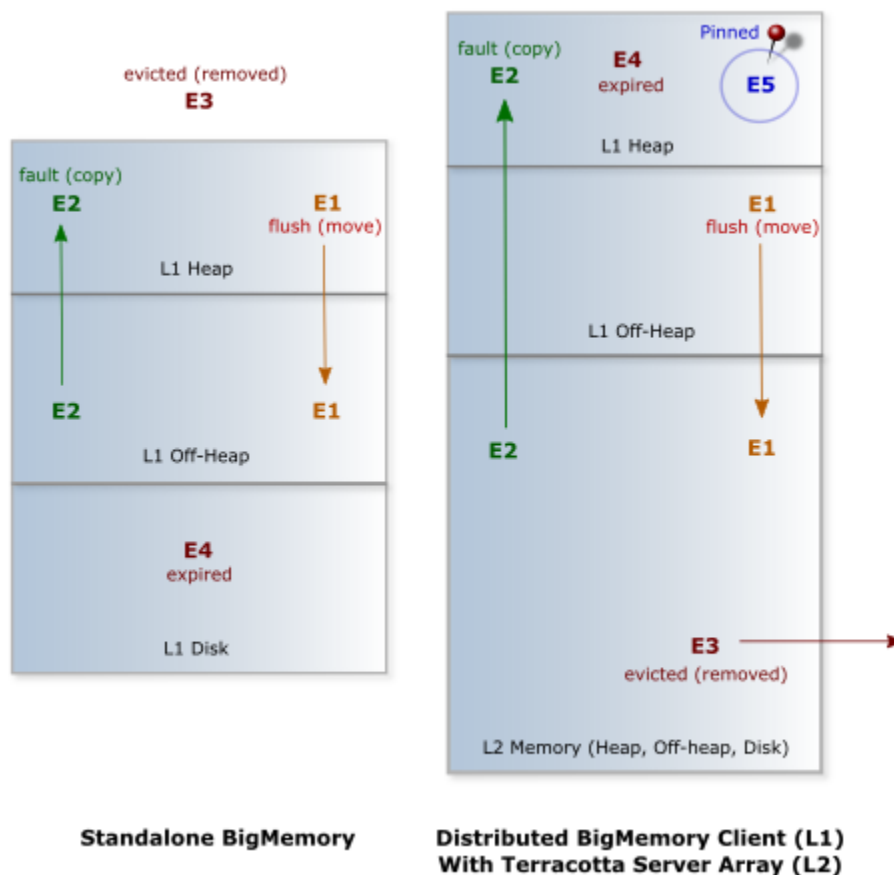 evicted (removed)
E3
fault (copy)
E2
E1
flush (move)
L1 Heap
E2
E1
L1 Off-Heap
E4
expired
L1 Disk
Standalone BigMemory
fault (copy)
E2
E4
expired
Pinned
E5
L1 Heap
E1
flush (move)
L1 Off-Heap
E2
E1
E3
evicted (removed)
L2 Memory (Heap, Off-heap, Disk)
Distributed BigMemory Client (L1)
With Terracotta Server Array (L2)